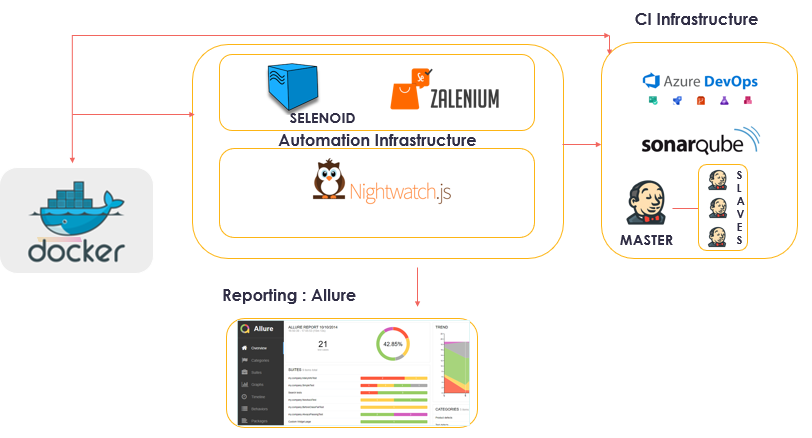 CI Infrastructure
Azure DevOps
SELENOID
Se
ZALENIUM
Automation Infrastructure
sonarqube
Nightwatch.js
docker
MASTER
SLAVES
Reporting : Allure
Allure
ALLURE REPORT 10/10/2014
21
42.85%
TREND
Overview
Categories
Suites
Graphs
Timeline
Behaviors
Packages
SUITES
CATEGORIES